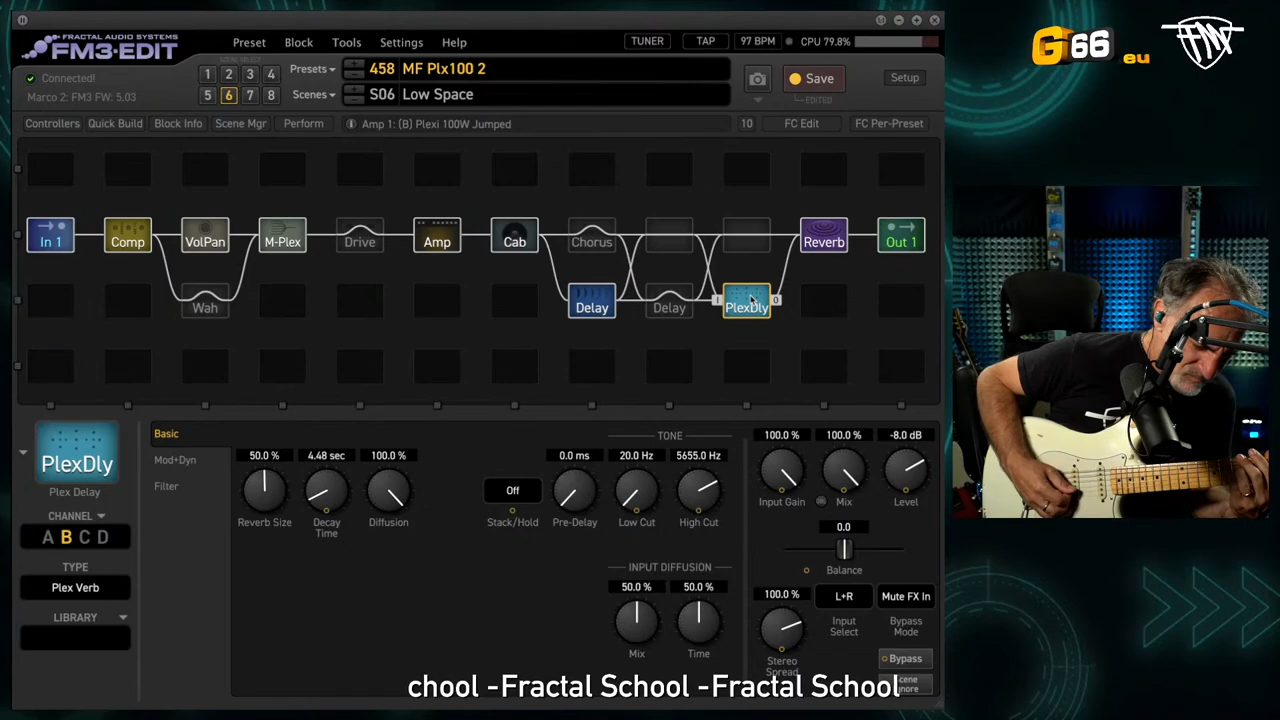 FRACTAL AUDIO SYSTEMS
FM3-EDIT
Preset Block Tools Settings Help
TUNER TAP 97 BPM CPU 79.8%
G66 eu
Connected!
Marco 2: FM3 FW: 5.03
SCENE SELECT
1 2 3 4
5 6 7 8
Presets 458 MF Plx100 2
Scenes S06 Low Space
Save
EDITED
Setup
Controllers Quick Build Block Info Scene Mgr Perform Amp 1: (B) Plexi 100W Jumped 10 FC Edit FC Per-Preset
In 1 Comp VolPan M-Plex Drive Amp Cab Chorus Reverb Out 1
Wah Delay Delay PlexDly
PlexDly
Plex Delay
CHANNEL
A B C D
TYPE
Plex Verb
LIBRARY
Basic
Mod+Dyn
Filter
50.0 % 4.48 sec 100.0 %
Reverb Size Decay Time Diffusion
TONE
Off 0.0 ms 20.0 Hz 5655.0 Hz
Stack/Hold Pre-Delay Low Cut High Cut
INPUT DIFFUSION
50.0 % 50.0 %
Mix Time
100.0 % 100.0 % -8.0 dB
Input Gain Mix Level
0.0
Balance
100.0 % L+R Mute FX In
Stereo Spread Input Select Bypass Mode
Bypass
chool -Fractal School -Fractal School